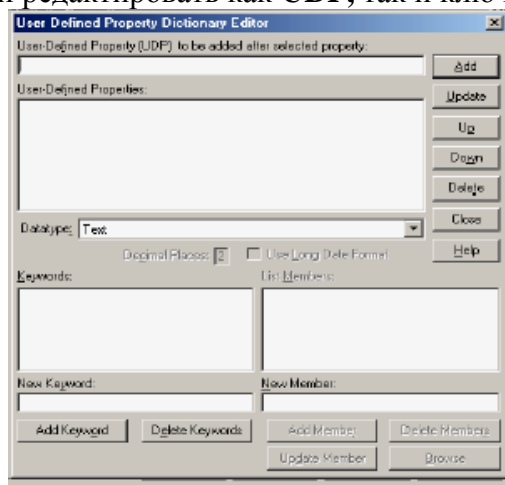 редактировать как UDP, так и клю
User Defined Property Dictionary Editor
User-Defined Property (UDP) to be added after selected property:
Add
User-Defined Properties:
Update
Up
Down
Delete
Close
Datatype: Text
Decimal Places: 2 Use Long Date Format
Help
Keywords: List Members:
New Keyword: New Member:
Add Keyword Delete Keywords Add Member Delete Members
Update Member Browse